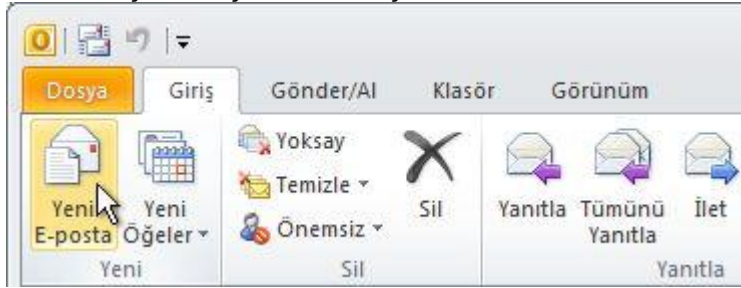 Dosya Giriş Gönder/Al Klasör Görünüm
Yeni E-posta
Yeni Öğeler
Yoksay
Temizle
Önemsiz
Sil
Yanıtla
Tümünü Yanıtla
İlet
Yeni Sil Yanıtla